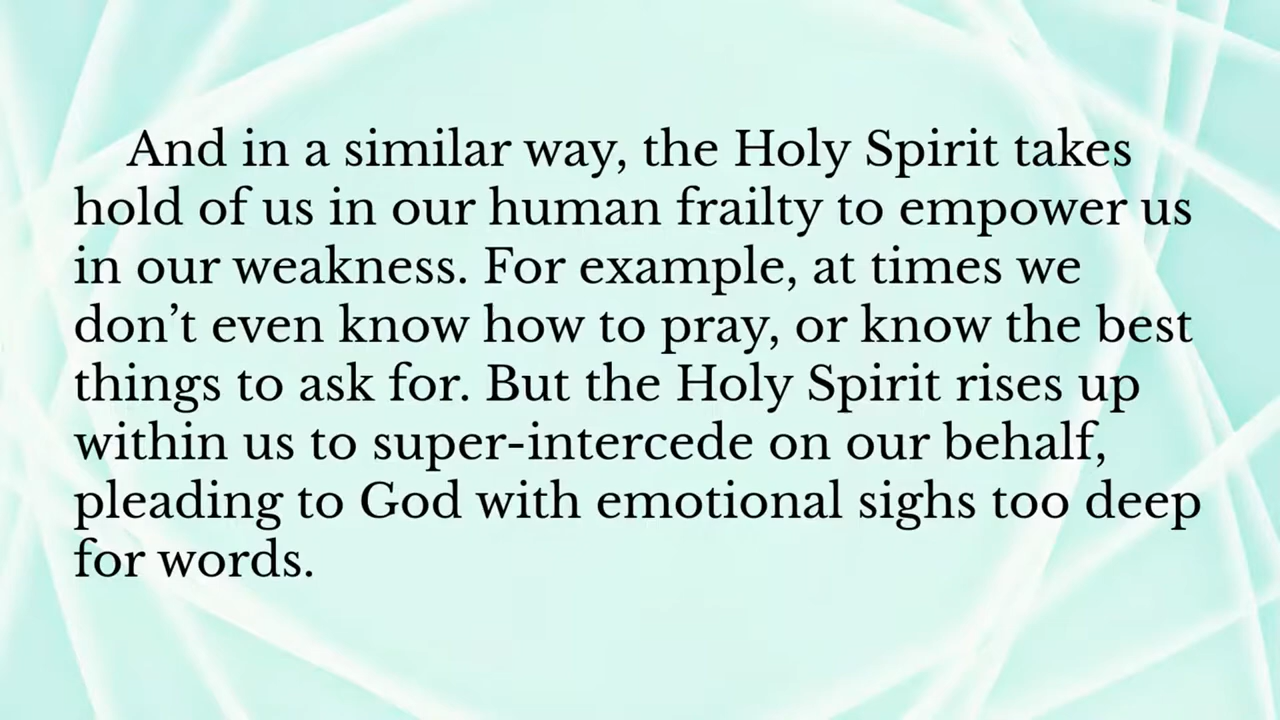 And in a similar way, the Holy Spirit takes
hold of us in our human frailty to empower us
in our weakness. For example, at times we
don’t even know how to pray, or know the best
things to ask for. But the Holy Spirit rises up
within us to super-intercede on our behalf,
pleading to God with emotional sighs too deep
for words.